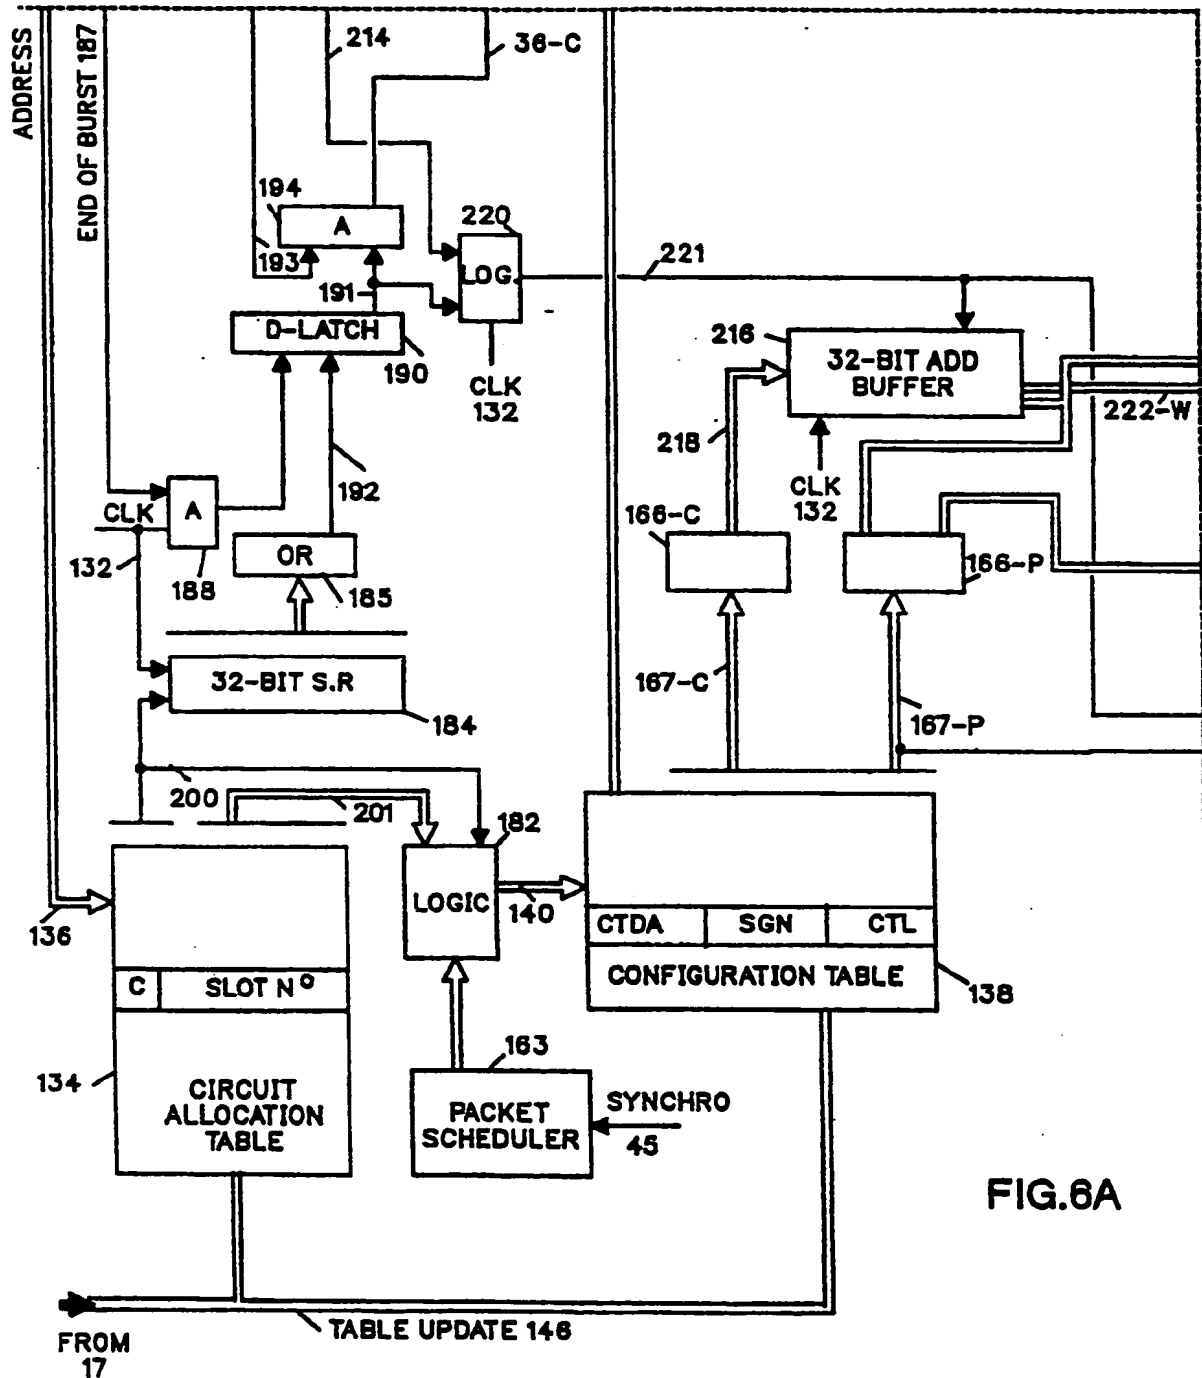 ADDRESS
END OF BURST 187
214
36-C
194
A
193
191
220
LOG.
221
D-LATCH
190
CLK
132
216
32-BIT ADD
BUFFER
222-W
218
CLK
132
192
CLK
A
132
188
OR
185
166-C
166-P
32-BIT S.R
184
167-C
167-P
200
201
182
LOGIC
140
136
C
SLOT Nº
CTDA
SGN
CTL
CONFIGURATION TABLE
138
134
CIRCUIT
ALLOCATION
TABLE
163
PACKET
SCHEDULER
SYNCHRO
45
FIG.6A
TABLE UPDATE 146
FROM
17